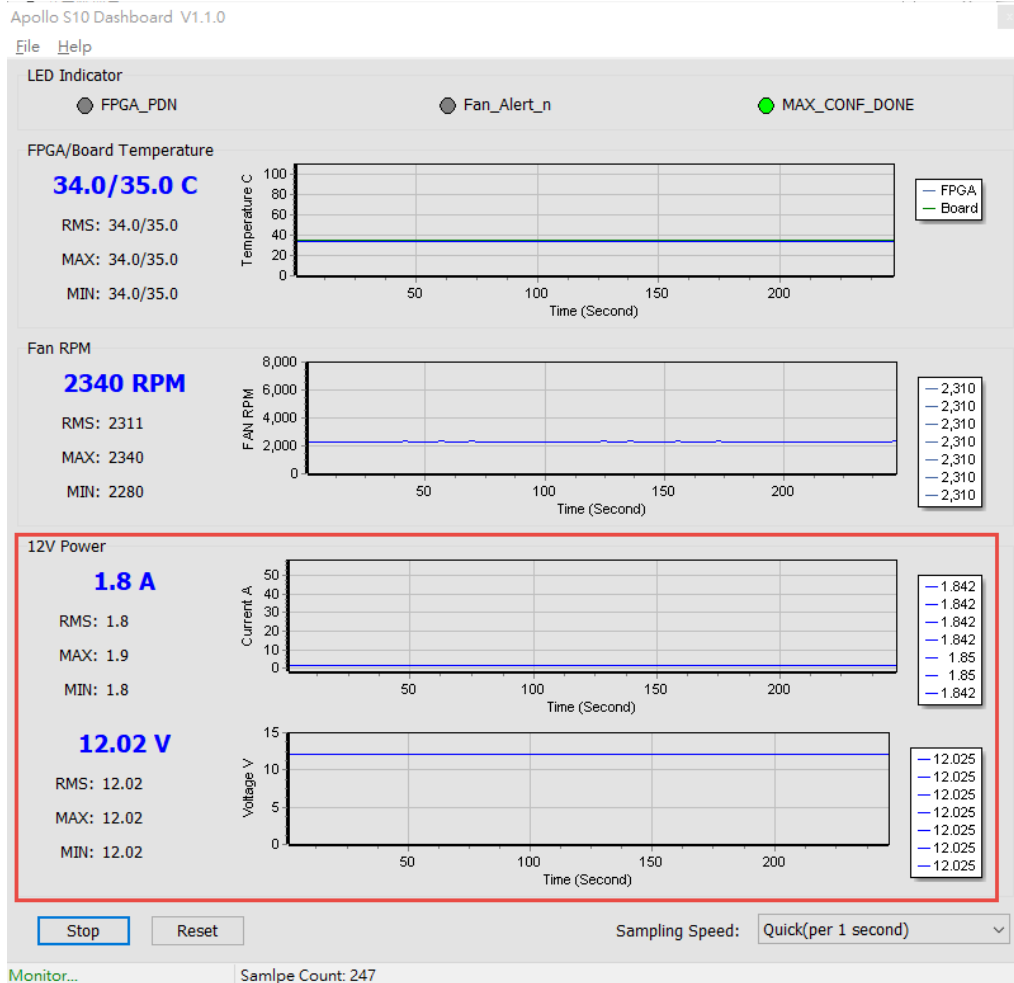 Apollo S10 Dashboard V1.1.0
File Help
LED Indicator
FPGA_PDN Fan_Alert_n MAX_CONF_DONE
FPGA/Board Temperature
34.0/35.0 C
RMS: 34.0/35.0
MAX: 34.0/35.0
MIN: 34.0/35.0
Temperature C
100
80
60
40
20
0
50 100 150 200
Time (Second)
FPGA
Board
Fan RPM
2340 RPM
RMS: 2311
MAX: 2340
MIN: 2280
FAN RPM
8,000
6,000
4,000
2,000
0
50 100 150 200
Time (Second)
2,310
2,310
2,310
2,310
2,310
2,310
2,310
12V Power
1.8 A
RMS: 1.8
MAX: 1.9
MIN: 1.8
Current A
50
40
30
20
10
0
50 100 150 200
Time (Second)
1.842
1.842
1.842
1.842
1.85
1.85
1.842
12.02 V
RMS: 12.02
MAX: 12.02
MIN: 12.02
Voltage V
15
10
5
0
50 100 150 200
Time (Second)
12.025
12.025
12.025
12.025
12.025
12.025
12.025
Stop Reset Sampling Speed: Quick(per 1 second)
Monitor... Samlpe Count: 247